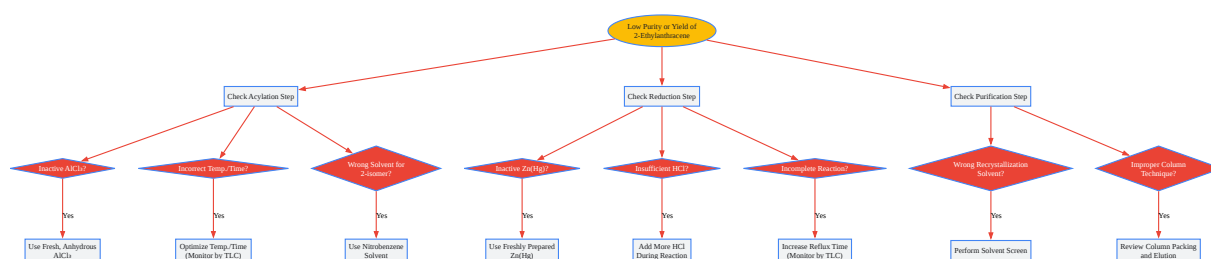 Low Purity or Yield of
2-Ethylanthracene
Check Acylation Step
Check Reduction Step
Check Purification Step
Inactive AlCl₃?
Incorrect Temp./Time?
Wrong Solvent for
2-isomer?
Inactive Zn(Hg)?
Insufficient HCl?
Incomplete Reaction?
Wrong Recrystallization
Solvent?
Improper Column
Technique?
Yes
Yes
Yes
Yes
Yes
Yes
Yes
Yes
Use Fresh, Anhydrous
AlCl₃
Optimize Temp./Time
(Monitor by TLC)
Use Nitrobenzene
Solvent
Use Freshly Prepared
Zn(Hg)
Add More HCl
During Reaction
Increase Reflux Time
(Monitor by TLC)
Perform Solvent Screen
Review Column Packing
and Elution